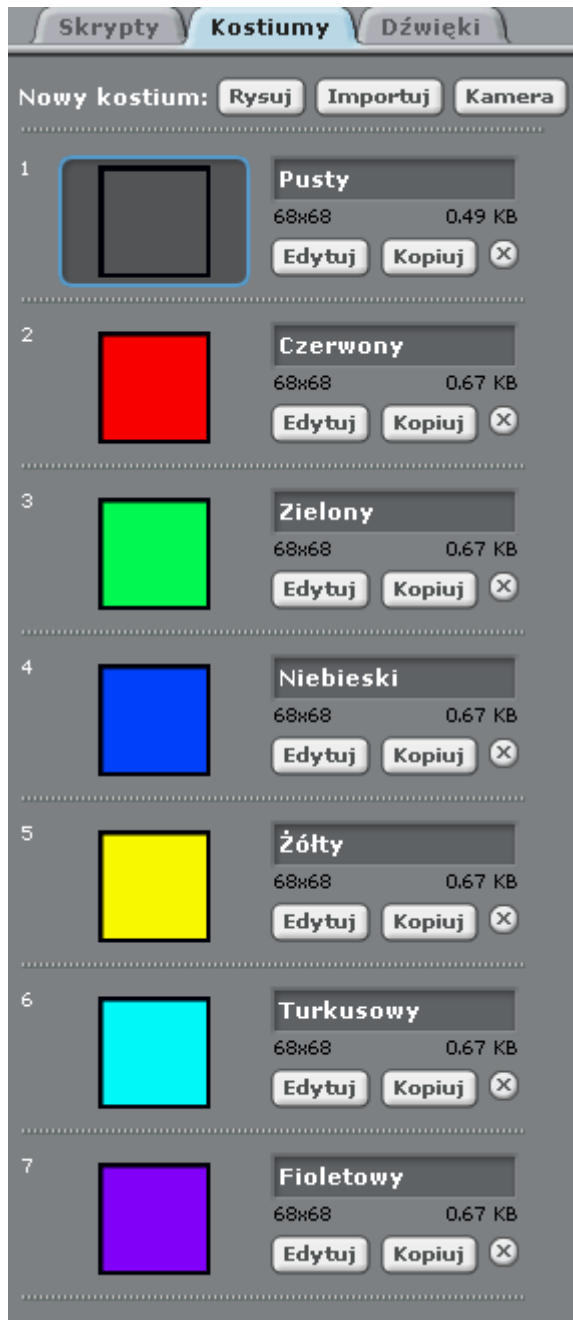 Skrypty Kostiumy Dźwięki
Nowy kostium: Rysuj Importuj Kamera
1
Pusty
68x68 0.49 KB
Edytuj Kopiuj
2
Czerwony
68x68 0.67 KB
Edytuj Kopiuj
3
Zielony
68x68 0.67 KB
Edytuj Kopiuj
4
Niebieski
68x68 0.67 KB
Edytuj Kopiuj
5
Żółty
68x68 0.67 KB
Edytuj Kopiuj
6
Turkusowy
68x68 0.67 KB
Edytuj Kopiuj
7
Fioletowy
68x68 0.67 KB
Edytuj Kopiuj